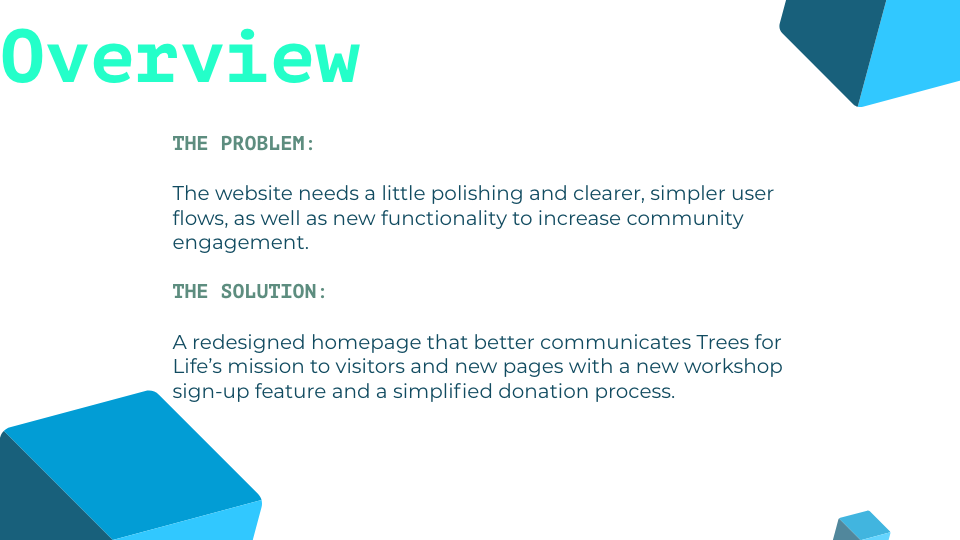 Overview
THE PROBLEM:
The website needs a little polishing and clearer, simpler user
flows, as well as new functionality to increase community
engagement.
THE SOLUTION:
A redesigned homepage that better communicates Trees for
Life’s mission to visitors and new pages with a new workshop
sign-up feature and a simplified donation process.